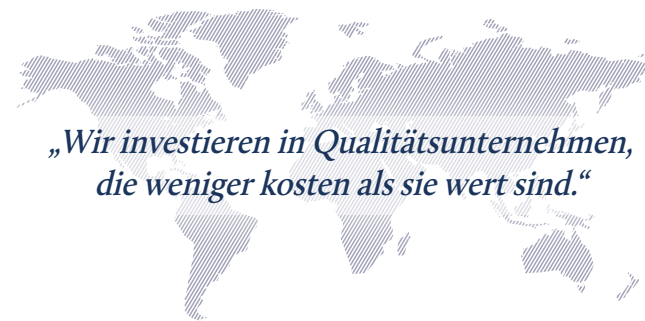 „Wir investieren in Qualitätsunternehmen,
die weniger kosten als sie wert sind.“